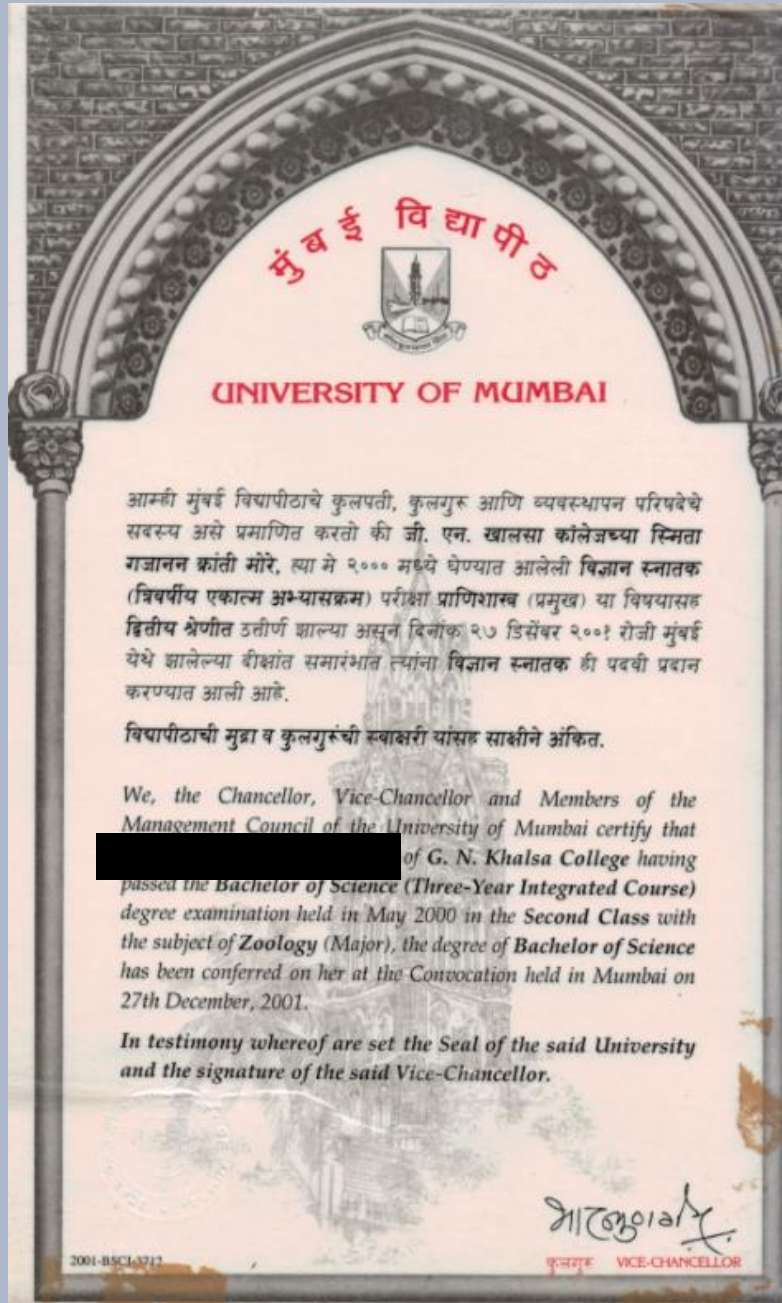 मुंबई विद्यापीठ
UNIVERSITY OF MUMBAI
आम्ही मुंबई विद्यापीठाचे कुलपती, कुलगुरू आणि व्यवस्थापन परिषदेचे
सदस्य असे प्रमाणित करतो की जी. एन. खालसा कॉलेजच्या स्मिता
गजानन क्रांती मोरे, ह्या मे २००० मध्ये घेण्यात आलेली विज्ञान स्नातक
(त्रिवर्षीय एकात्म अभ्यासक्रम) परीक्षा प्राणिशास्त्र (प्रमुख) या विषयासह
द्वितीय श्रेणीत उत्तीर्ण झाल्या असून दिनांक २७ डिसेंबर २००१ रोजी मुंबई
येथे झालेल्या दीक्षांत समारंभात त्यांना विज्ञान स्नातक ही पदवी प्रदान
करण्यात आली आहे.
विद्यापीठाची मुद्रा व कुलगुरूंची स्वाक्षरी यांसह साक्षीने अंकित.
We, the Chancellor, Vice-Chancellor and Members of the
Management Council of the University of Mumbai certify that
of G. N. Khalsa College having
passed the Bachelor of Science (Three-Year Integrated Course)
degree examination held in May 2000 in the Second Class with
the subject of Zoology (Major), the degree of Bachelor of Science
has been conferred on her at the Convocation held in Mumbai on
27th December, 2001.
In testimony whereof are set the Seal of the said University
and the signature of the said Vice-Chancellor.
2001-BSCI-3712
कुलगुरू VICE-CHANCELLOR